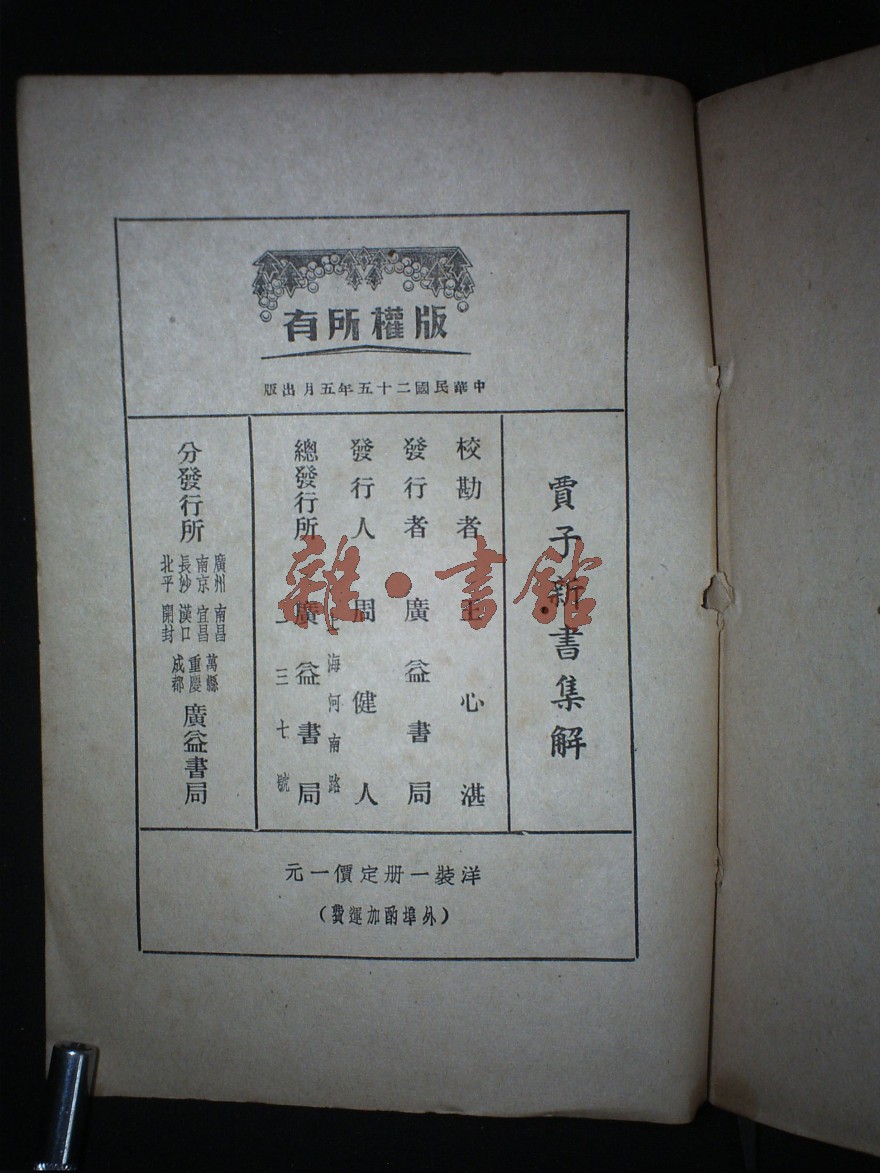 版權所有
中華民國二十五年五月出版
賈子新書集解
校勘者 王心湛
發行者 廣益書局
發行人 周健人
上海河南路
總發行所 廣益書局
一三七號
分發行所
廣州 南昌 萬縣
南京 宜昌 重慶
長沙 漢口 成都
北平 開封
廣益書局
洋裝一册定價一元
(外埠酌加運費)
雜·書館